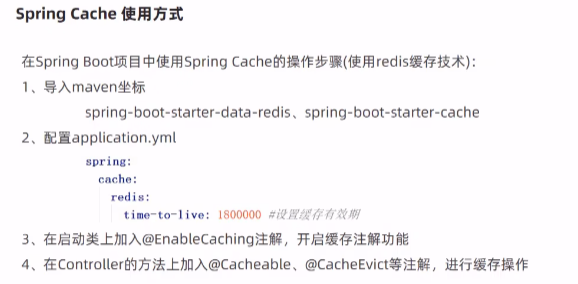 Spring Cache 使用方式
在Spring Boot项目中使用Spring Cache的操作步骤(使用redis缓存技术)：
1、导入maven坐标
spring-boot-starter-data-redis、spring-boot-starter-cache
2、配置application.yml
spring:
cache:
redis:
time-to-live: 1800000 #设置缓存有效期
3、在启动类上加入@EnableCaching注解，开启缓存注解功能
4、在Controller的方法上加入@Cacheable、@CacheEvict等注解，进行缓存操作